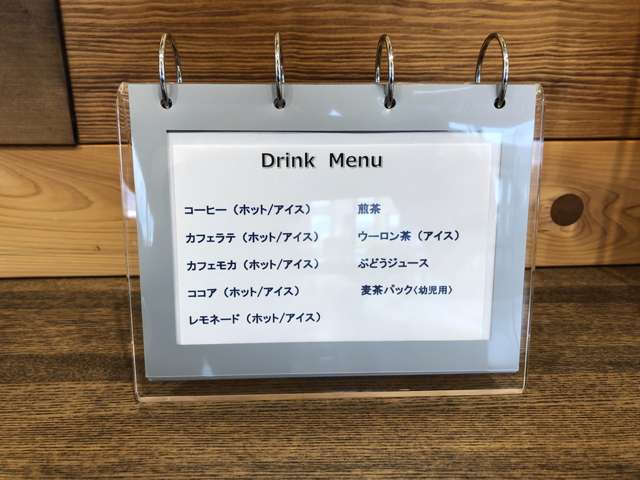 Drink Menu
コーヒー（ホット/アイス）
カフェラテ（ホット/アイス）
カフェモカ（ホット/アイス）
ココア（ホット/アイス）
レモネード（ホット/アイス）
煎茶
ウーロン茶（アイス）
ぶどうジュース
麦茶パック〈幼児用〉